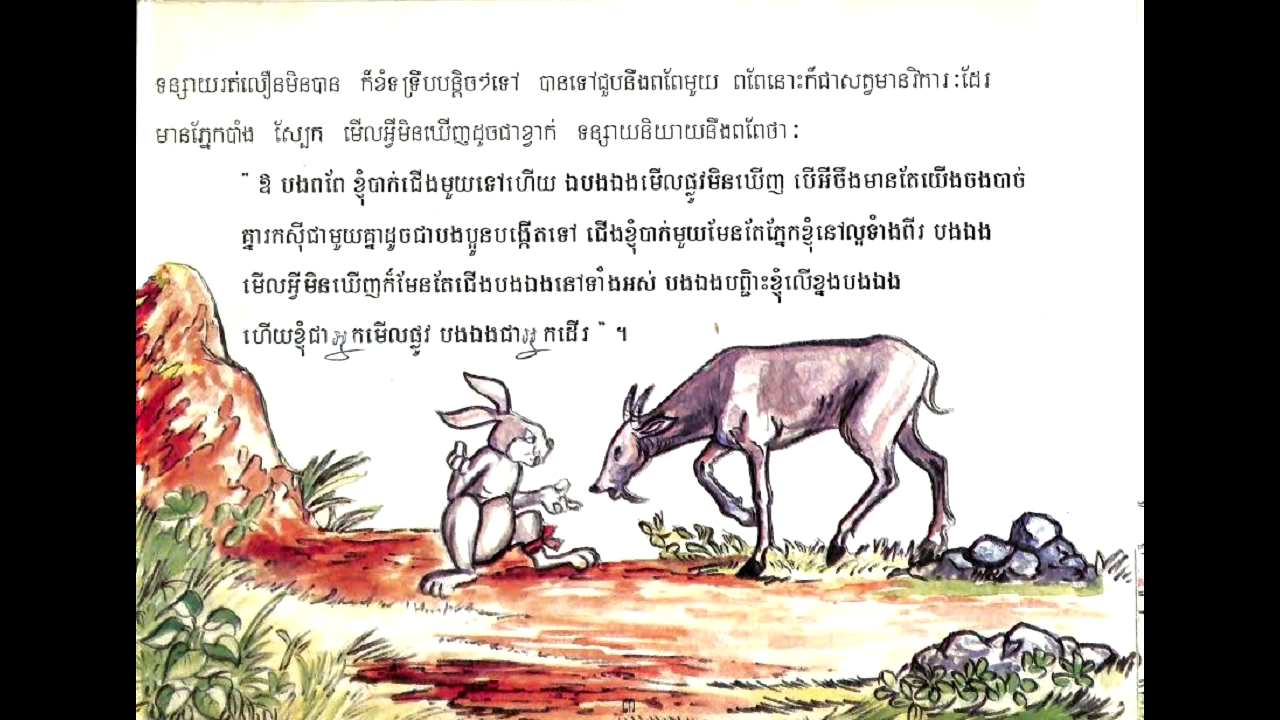 ទន្សាយរត់លឿនមិនបាន ក៏ខំទទ្រឹបបន្តិចៗទៅ បានទៅជួបនឹងពពែមួយ ពពែនោះក៏ជាសត្វមានវិការៈដែរ
មានភ្នែកបាំង ស្បែក មើលអ្វីមិនឃើញដូចជាខ្វាក់ ទន្សាយនិយាយនឹងពពែថា :
" ឱ បងពពែ ខ្ញុំបាក់ជើងមួយទៅហើយ ឯបងឯងមើលផ្លូវមិនឃើញ បើអីចឹងមានតែយើងចងបាច់
គ្នារកស៊ីជាមួយគ្នាដូចជាបងប្អូនបង្កើតទៅ ជើងខ្ញុំបាក់មួយមែនតែភ្នែកខ្ញុំនៅល្អទាំងពីរ បងឯង
មើលអ្វីមិនឃើញក៏មែនតែជើងបងឯងនៅទាំងអស់ បងឯងបញ្ជិះខ្ញុំលើខ្នងបងឯង
ហើយខ្ញុំជាអ្នកមើលផ្លូវ បងឯងជាអ្នកដើរ " ។
៣